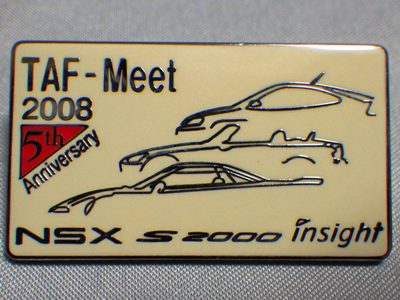 TAF-Meet
2008
5th
Anniversary
NSX S2000 insight